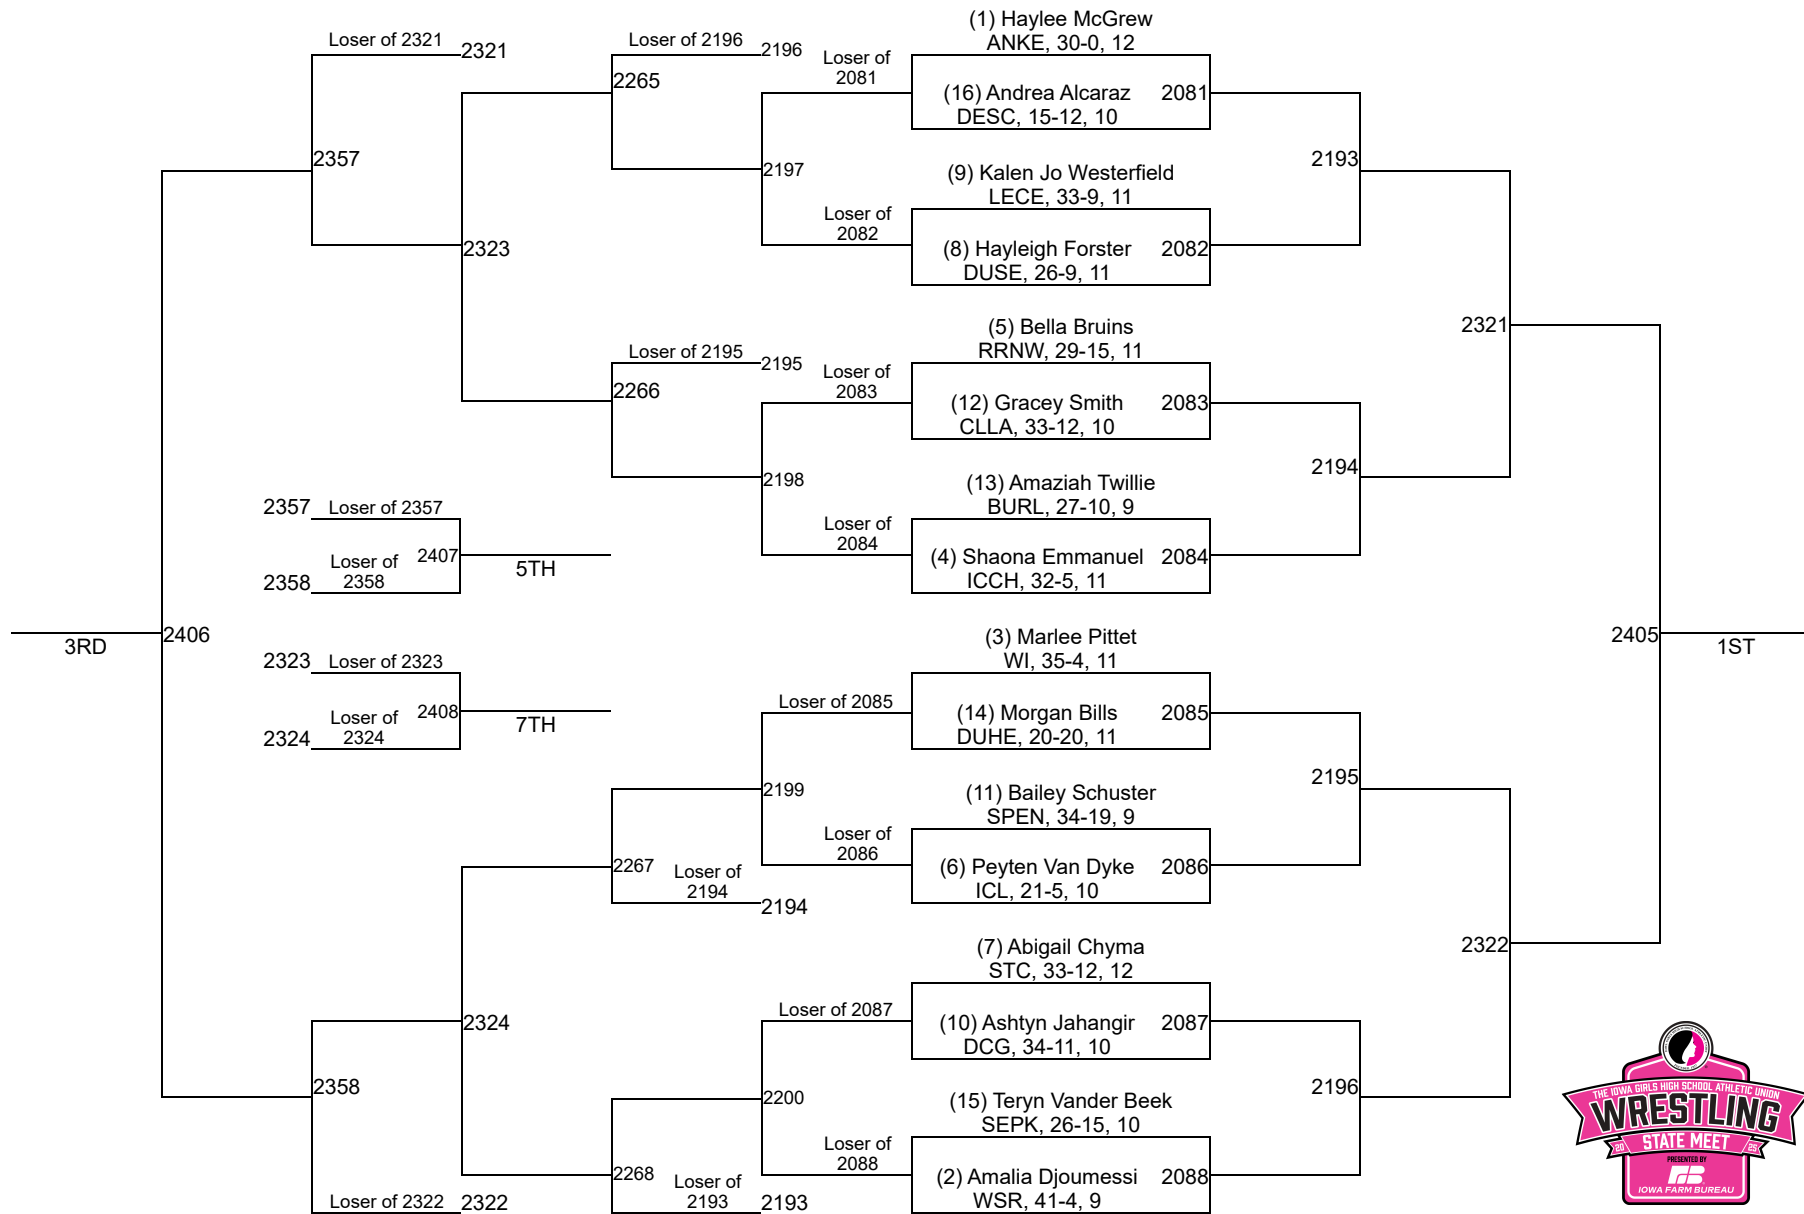 (1) Haylee McGrew
ANKE, 30-0, 12
(16) Andrea Alcaraz
DESC, 15-12, 10
2081
(9) Kalen Jo Westerfield
LECE, 33-9, 11
(8) Hayleigh Forster
DUSE, 26-9, 11
2082
(5) Bella Bruins
RRNW, 29-15, 11
(12) Gracey Smith
CLLA, 33-12, 10
2083
(13) Amaziah Twillie
BURL, 27-10, 9
(4) Shaona Emmanuel
ICCH, 32-5, 11
2084
(3) Marlee Pittet
WI, 35-4, 11
(14) Morgan Bills
DUHE, 20-20, 11
2085
(11) Bailey Schuster
SPEN, 34-19, 9
(6) Peyten Van Dyke
ICL, 21-5, 10
2086
(7) Abigail Chyma
STC, 33-12, 12
(10) Ashtyn Jahangir
DCG, 34-11, 10
2087
(15) Teryn Vander Beek
SEPK, 26-15, 10
(2) Amalia Djoumessi
WSR, 41-4, 9
2088
2193
2194
2195
2196
2321
2322
2405
1ST
Loser of
2081
2197
Loser of
2082
Loser of
2083
2198
Loser of
2084
Loser of 2085
2199
Loser of
2086
Loser of 2087
2200
Loser of
2088
Loser of 2196
2196
2265
Loser of 2195
2195
2266
2267
Loser of
2194
2194
2268
Loser of
2193
2193
2323
2324
Loser of 2321
2321
2357
2358
Loser of 2322
2322
2406
3RD
2357
Loser of 2357
2358
Loser of
2358
2407
5TH
2323
Loser of 2323
2324
Loser of
2324
2408
7TH
THE IOWA GIRLS HIGH SCHOOL ATHLETIC UNION
WRESTLING
20
STATE MEET
25
PRESENTED BY
FB
IOWA FARM BUREAU